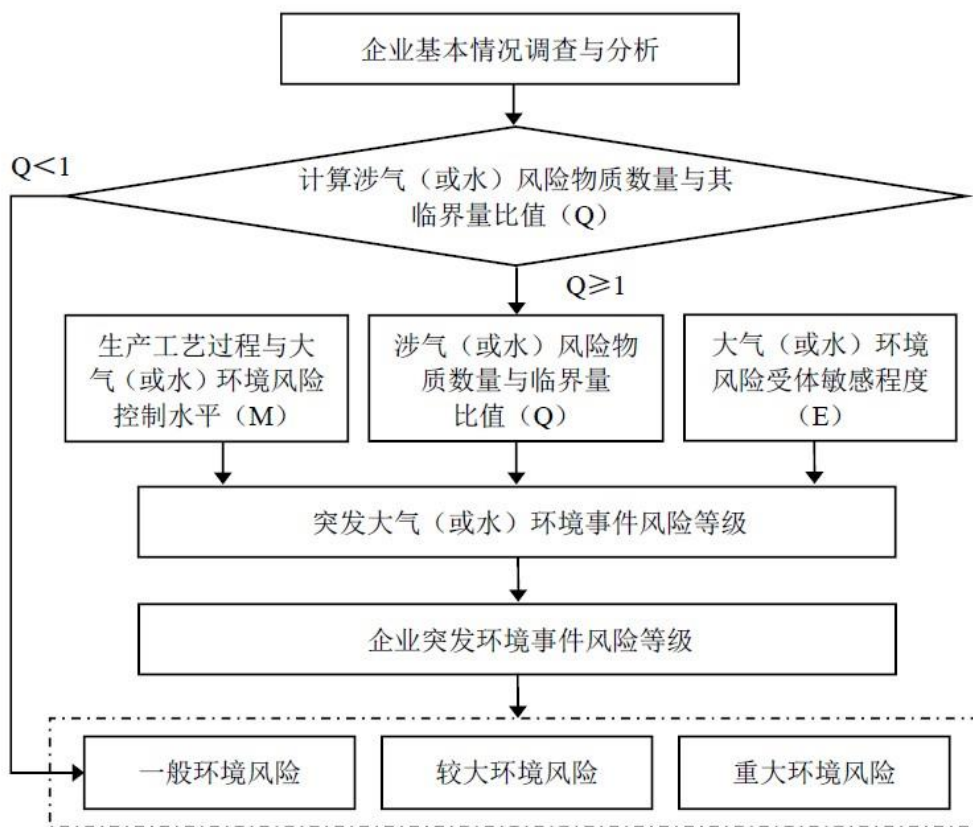 企业基本情况调查与分析
Q＜1
计算涉气（或水）风险物质数量与其
临界量比值（Q）
Q≥1
生产工艺过程与大
气（或水）环境风险
控制水平（M）
涉气（或水）风险物
质数量与临界量
比值（Q）
大气（或水）环境
风险受体敏感程度
（E）
突发大气（或水）环境事件风险等级
企业突发环境事件风险等级
一般环境风险
较大环境风险
重大环境风险